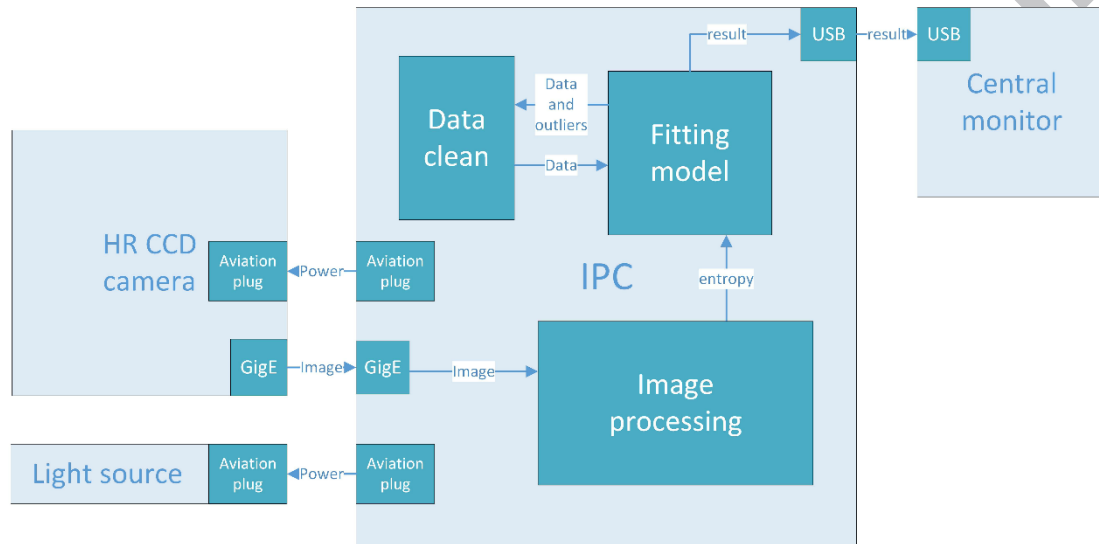 result
USB
result
USB
Central
monitor
Data
clean
Data
and
outliers
Data
Fitting
model
HR CCD
camera
Aviation
plug
Power
Aviation
plug
IPC
entropy
GigE
Image
GigE
Image
Image
processing
Light source
Aviation
plug
Power
Aviation
plug